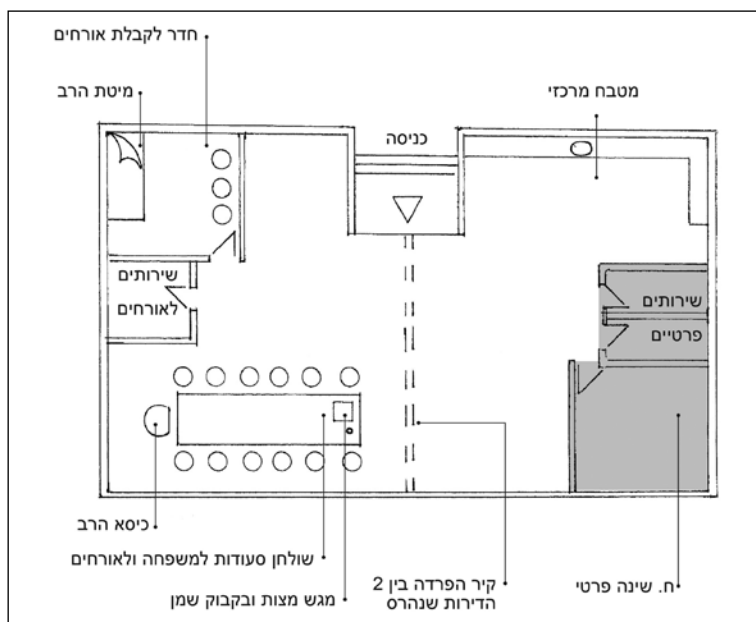 חדר לקבלת אורחים
מיטת הרב
כניסה
מטבח מרכזי
שירותים
לאורחים
שירותים
פרטיים
כיסא הרב
שולחן סעודות למשפחה ולאורחים
מגש מצות ובקבוק שמן
קיר הפרדה בין 2
הדירות שנהרס
ח. שינה פרטי